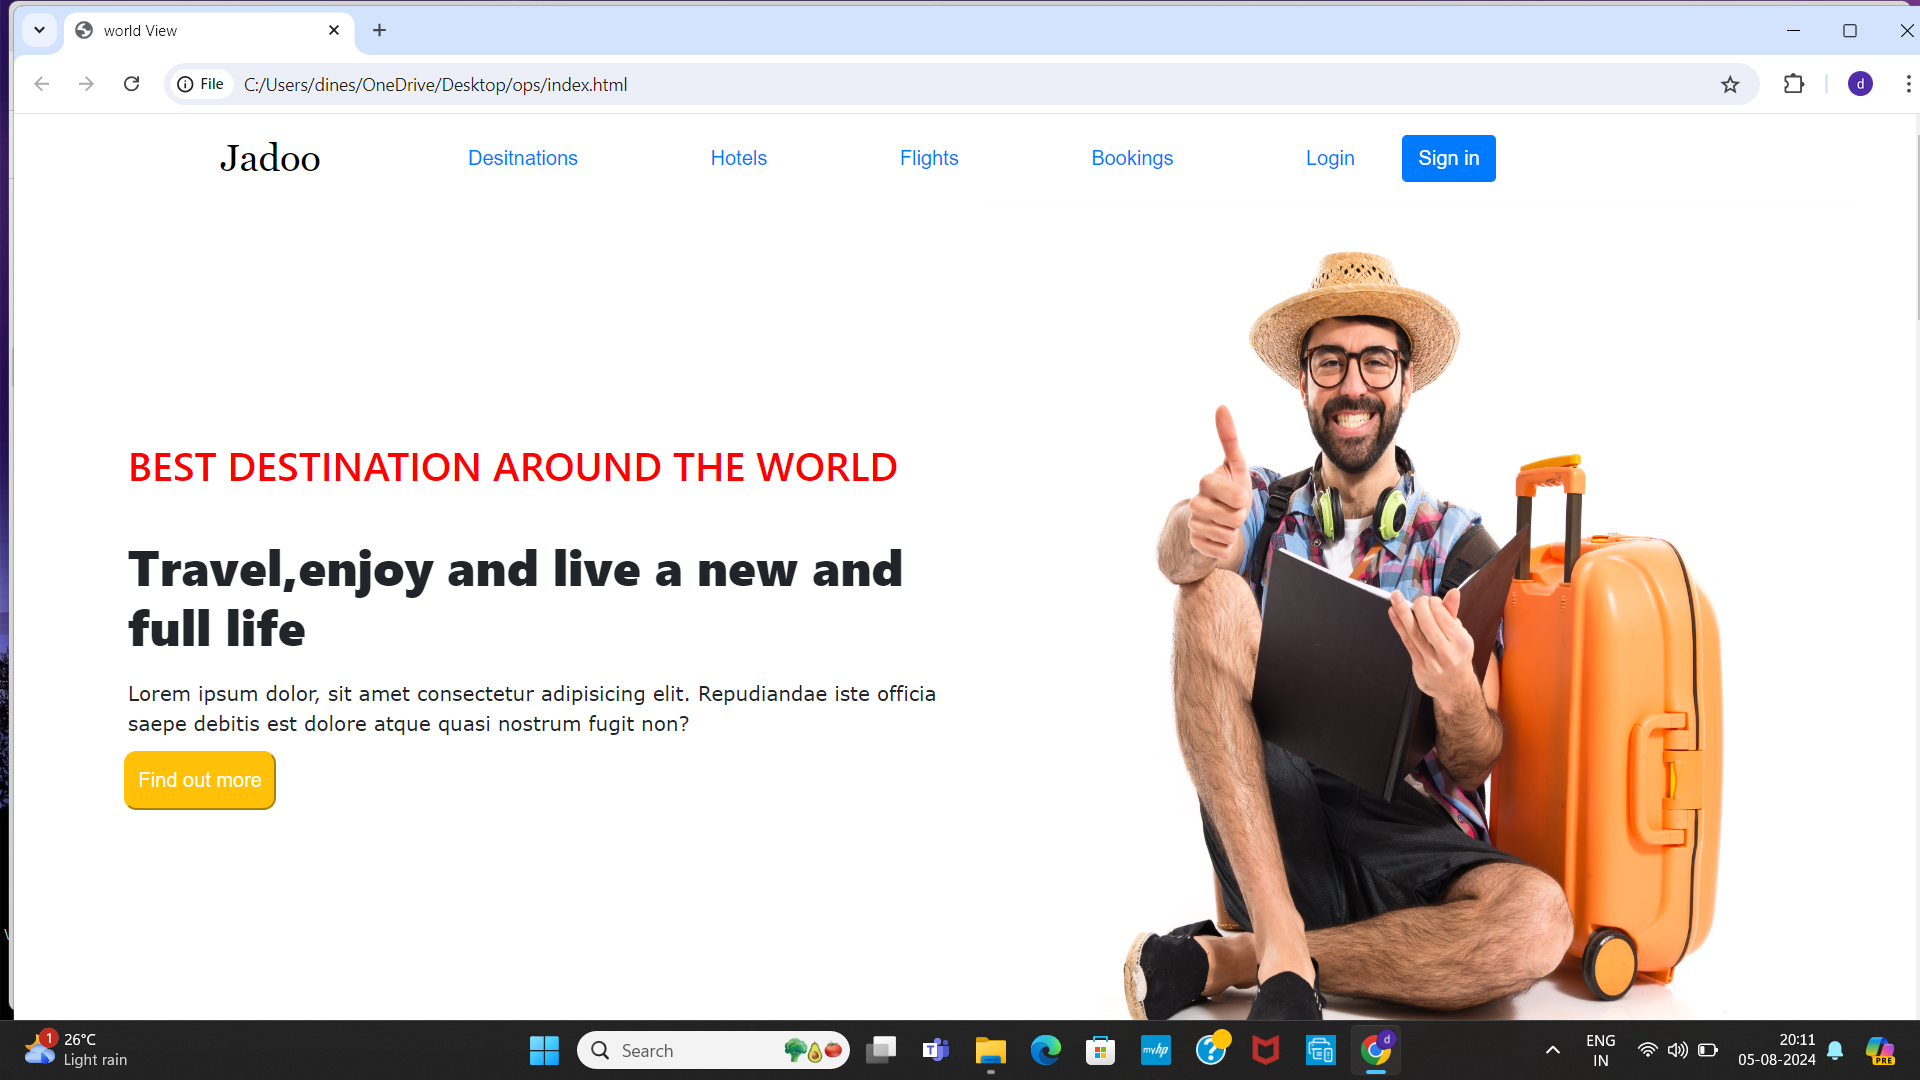 world View
File
C:/Users/dines/OneDrive/Desktop/ops/index.html
d
Jadoo
Desitnations
Hotels
Flights
Bookings
Login
Sign in
BEST DESTINATION AROUND THE WORLD
Travel,enjoy and live a new and
full life
Lorem ipsum dolor, sit amet consectetur adipisicing elit. Repudiandae iste officia
saepe debitis est dolore atque quasi nostrum fugit non?
Find out more
1
26°C
Light rain
Search
T
myhp
?
d
ENG
IN
20:11
05-08-2024
PRE